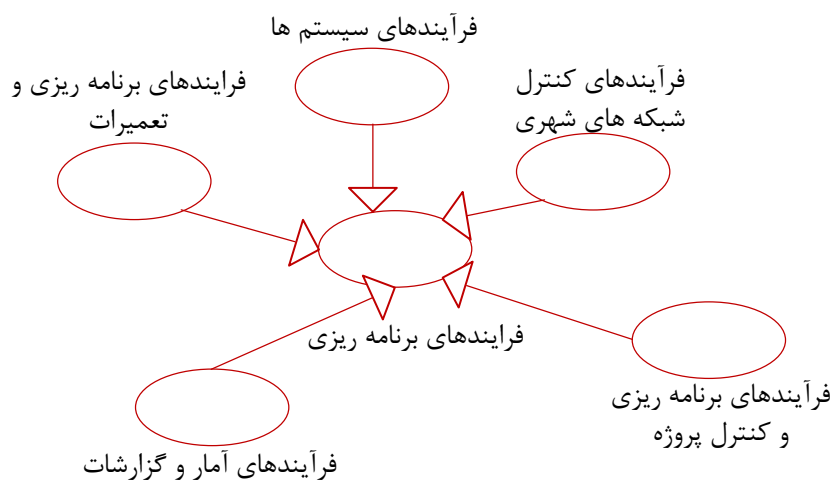 فرآیندهای سیستم ها
فرآیندهای کنترل
شبکه های شهری
فرایندهای برنامه ریزی و
تعمیرات
فرایندهای برنامه ریزی
فرآیندهای برنامه ریزی
و کنترل پروژه
فرآیندهای آمار و گزارشات